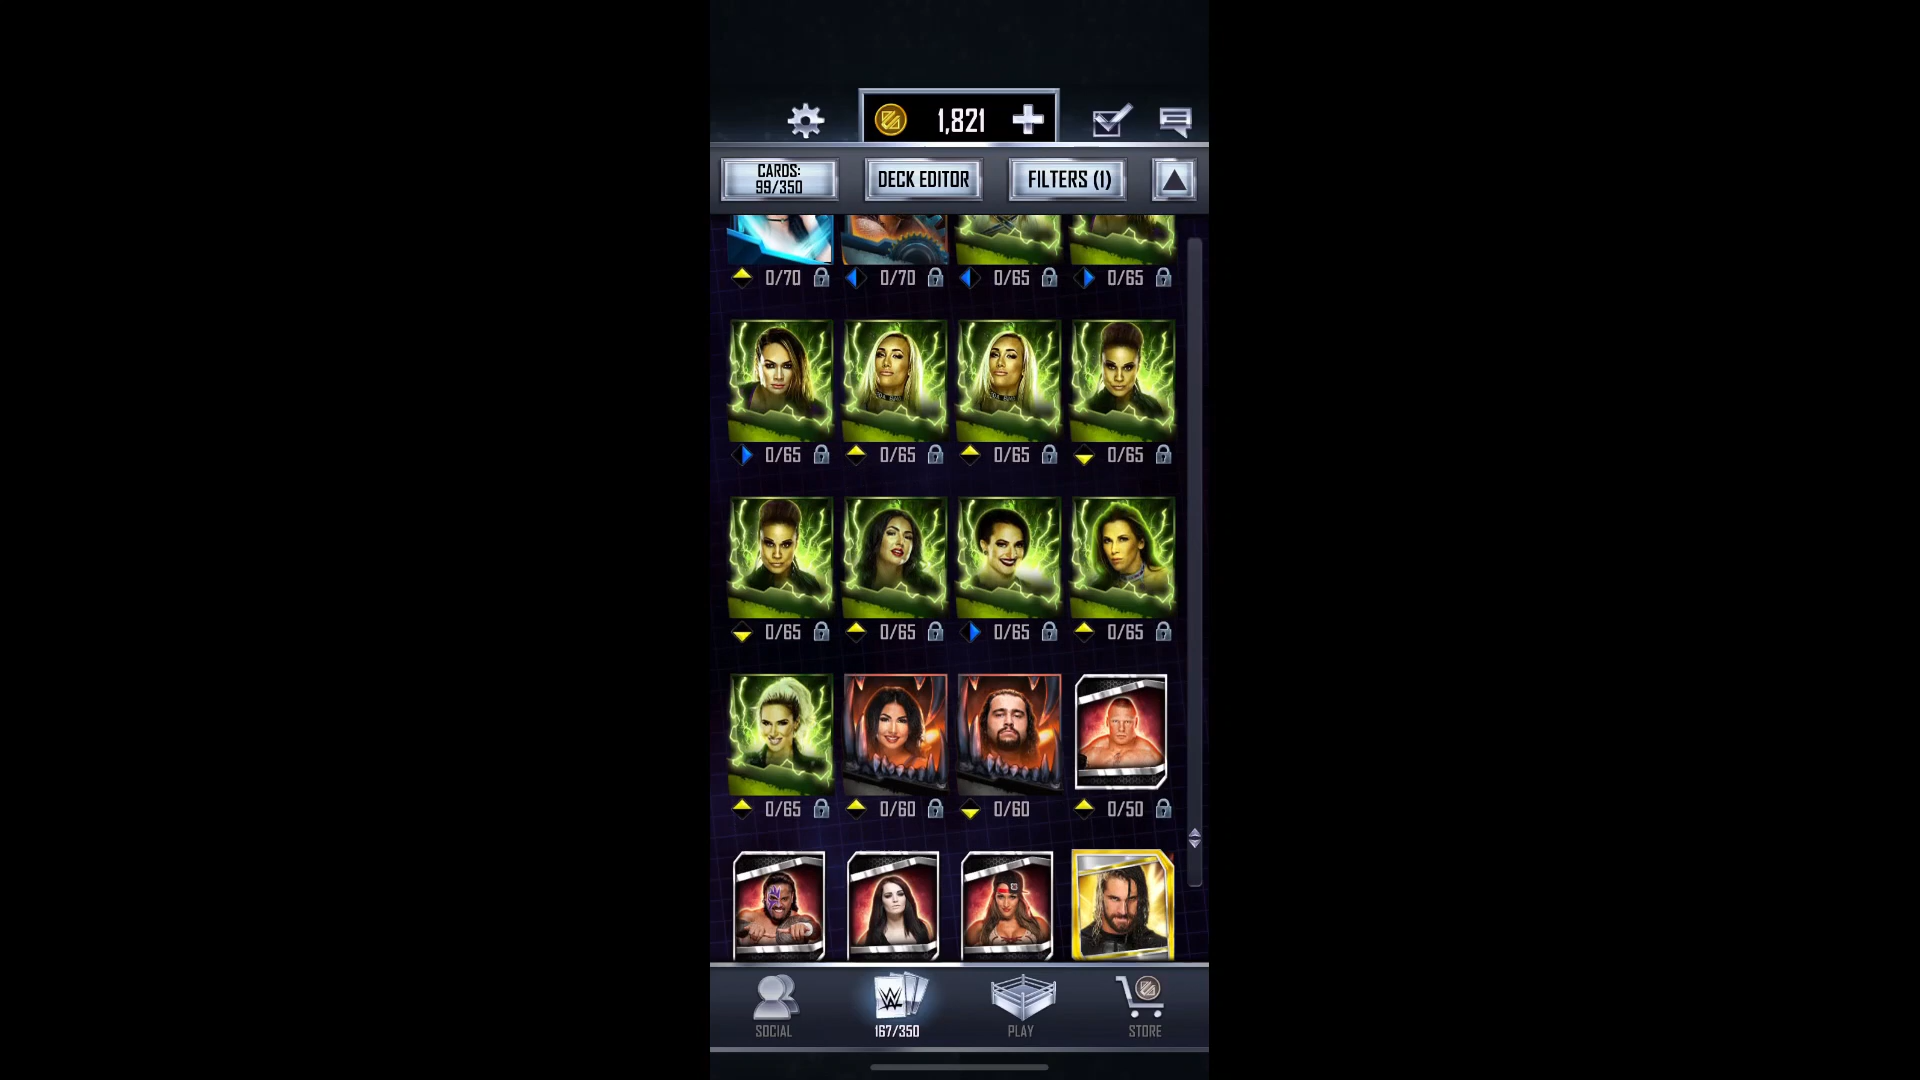 1,821
CARDS:
99/350
DECK EDITOR
FILTERS (1)
0/70 0/70 0/65 0/65
0/65 0/65 0/65 0/65
0/65 0/65 0/65 0/65
0/65 0/60 0/60 0/50
W
SOCIAL 167/350 PLAY STORE